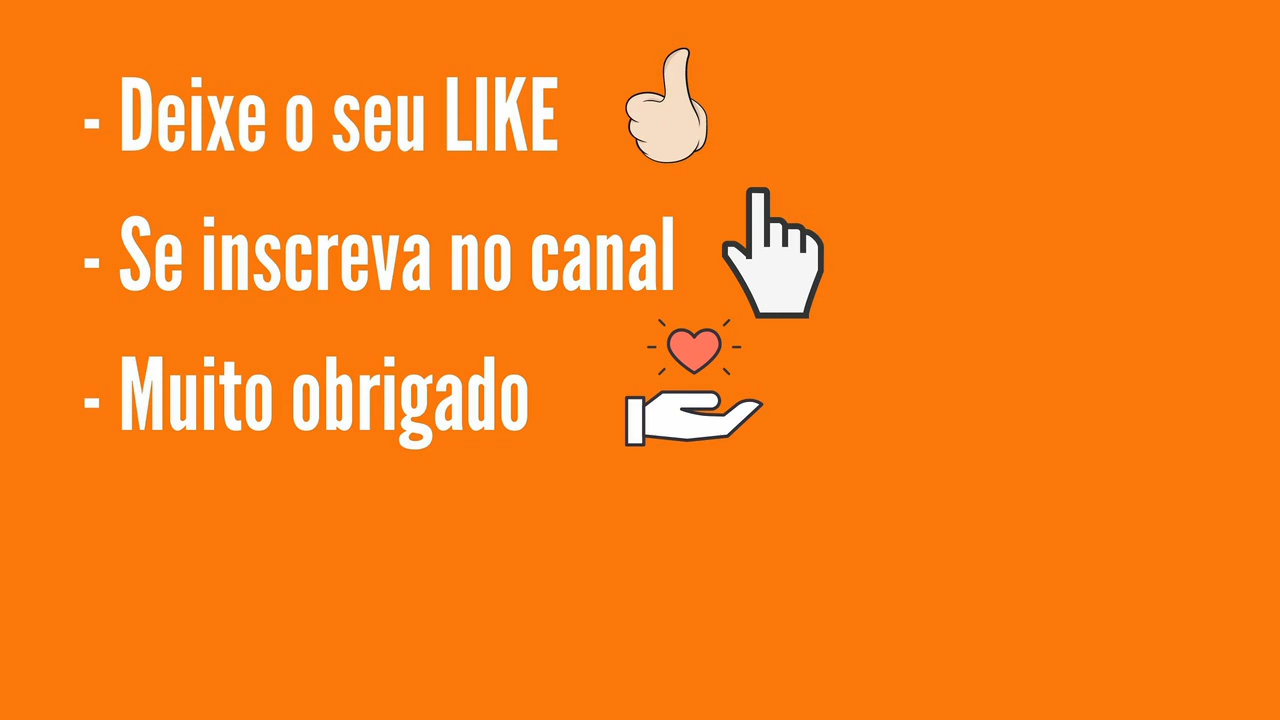 - Deixe o seu LIKE
- Se inscreva no canal
- Muito obrigado